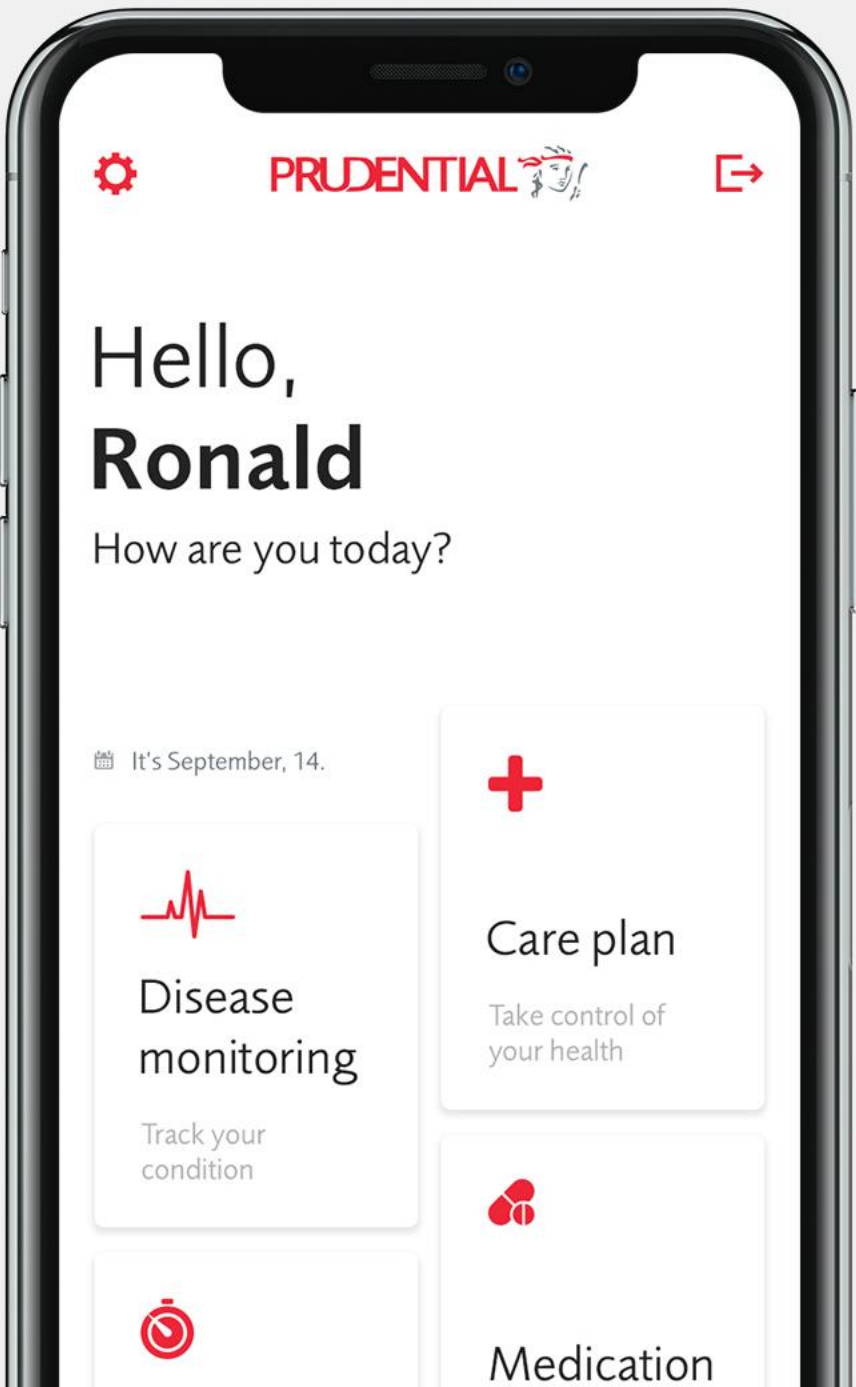 PRUDENTIAL
Hello,
Ronald
How are you today?
It's September, 14.
Care plan
Take control of
your health
Disease
monitoring
Track your
condition
Medication